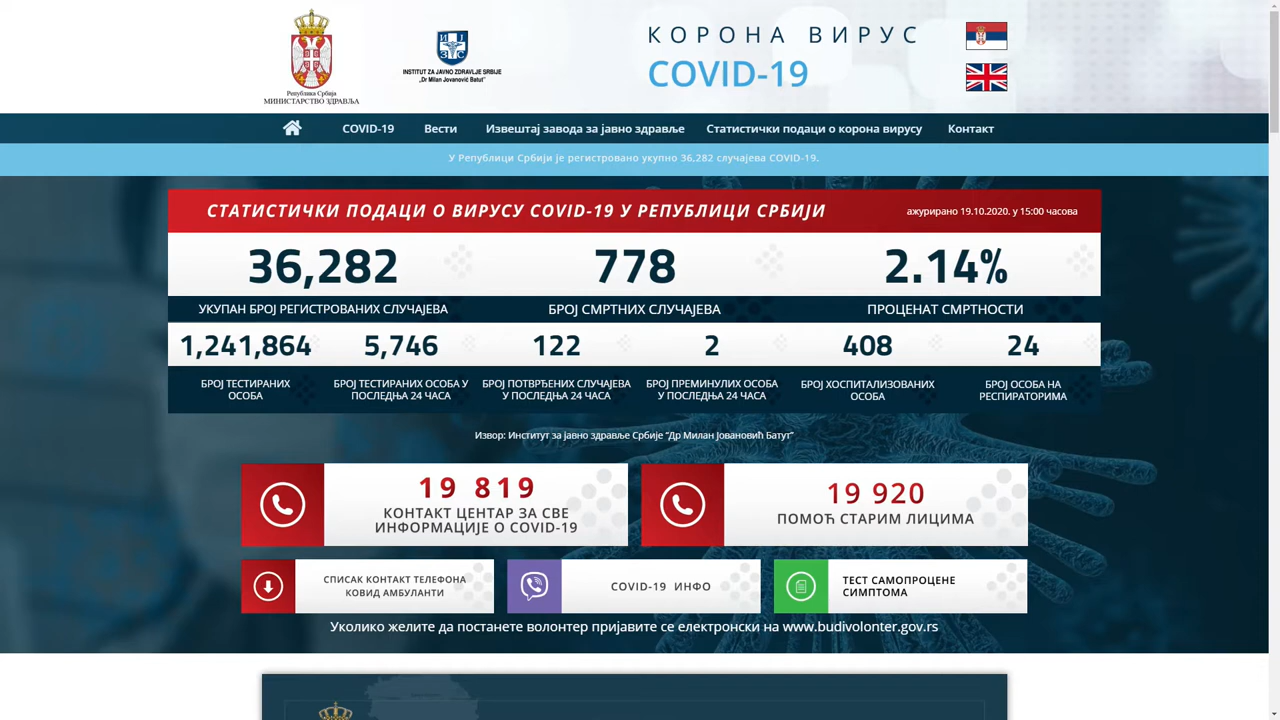 Република Србија
МИНИСТАРСТВО ЗДРАВЉА
И Ј
З С
INSTITUT ZA JAVNO ZDRAVLJE SRBIJE
„Dr Milan Jovanović Batut"
КОРОНА ВИРУС
COVID-19
COVID-19 Вести Извештај завода за јавно здравље Статистички подаци о корона вирусу Контакт
У Републици Србији је регистровано укупно 36,282 случајева COVID-19.
СТАТИСТИЧКИ ПОДАЦИ О ВИРУСУ COVID-19 У РЕПУБЛИЦИ СРБИЈИ
ажурирано 19.10.2020. у 15:00 часова
36,282 778 2.14%
УКУПАН БРОЈ РЕГИСТРОВАНИХ СЛУЧАЈЕВА БРОЈ СМРТНИХ СЛУЧАЈЕВА ПРОЦЕНАТ СМРТНОСТИ
1,241,864 5,746 122 2 408 24
БРОЈ ТЕСТИРАНИХ
ОСОБА
БРОЈ ТЕСТИРАНИХ ОСОБА У
ПОСЛЕДЊА 24 ЧАСА
БРОЈ ПОТВРЂЕНИХ СЛУЧАЈЕВА
У ПОСЛЕДЊА 24 ЧАСА
БРОЈ ПРЕМИНУЛИХ ОСОБА
У ПОСЛЕДЊА 24 ЧАСА
БРОЈ ХОСПИТАЛИЗОВАНИХ
ОСОБА
БРОЈ ОСОБА НА
РЕСПИРАТОРИМА
Извор: Институт за јавно здравље Србије “Др Милан Јовановић Батут”
19 819
КОНТАКТ ЦЕНТАР ЗА СВЕ
ИНФОРМАЦИЈЕ О COVID-19
19 920
ПОМОЋ СТАРИМ ЛИЦИМА
СПИСАК КОНТАКТ ТЕЛЕФОНА
КОВИД АМБУЛАНТИ
COVID-19 ИНФО
ТЕСТ САМОПРОЦЕНЕ
СИМПТОМА
Уколико желите да постанете волонтер пријавите се електронски на www.budivolonter.gov.rs